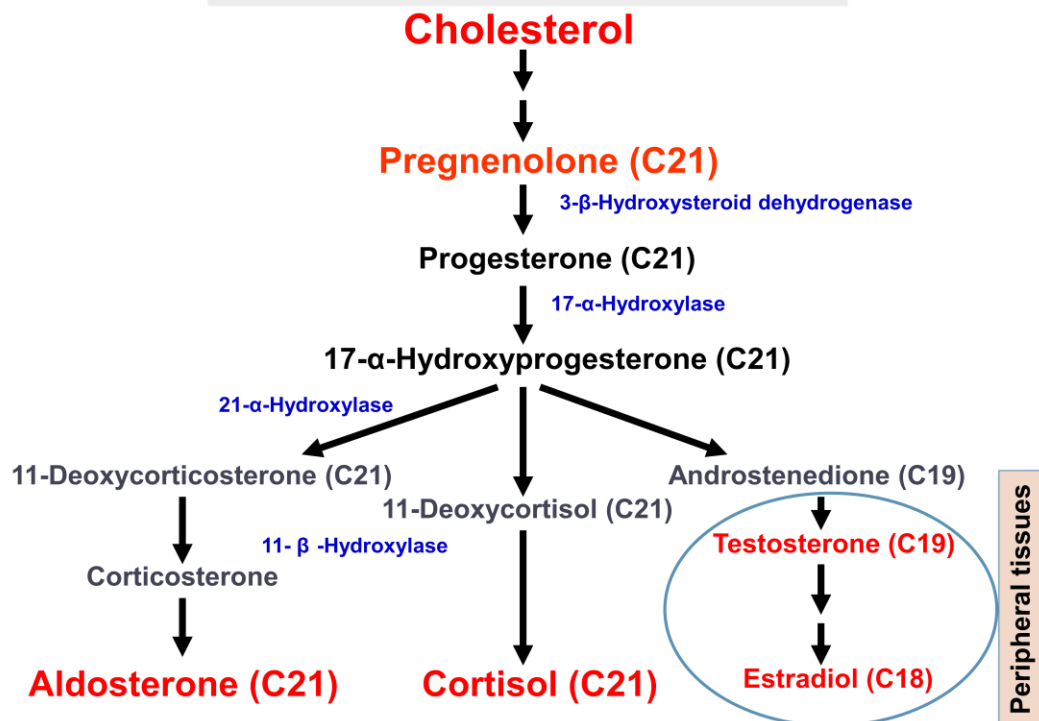 Cholesterol
Pregnenolone (C21)
3-β-Hydroxysteroid dehydrogenase
Progesterone (C21)
17-α-Hydroxylase
17-α-Hydroxyprogesterone (C21)
21-α-Hydroxylase
11-Deoxycorticosterone (C21)
Androstenedione (C19)
11-Deoxycortisol (C21)
11- β -Hydroxylase
Testosterone (C19)
Corticosterone
Aldosterone (C21)
Cortisol (C21)
Estradiol (C18)
Peripheral tissues